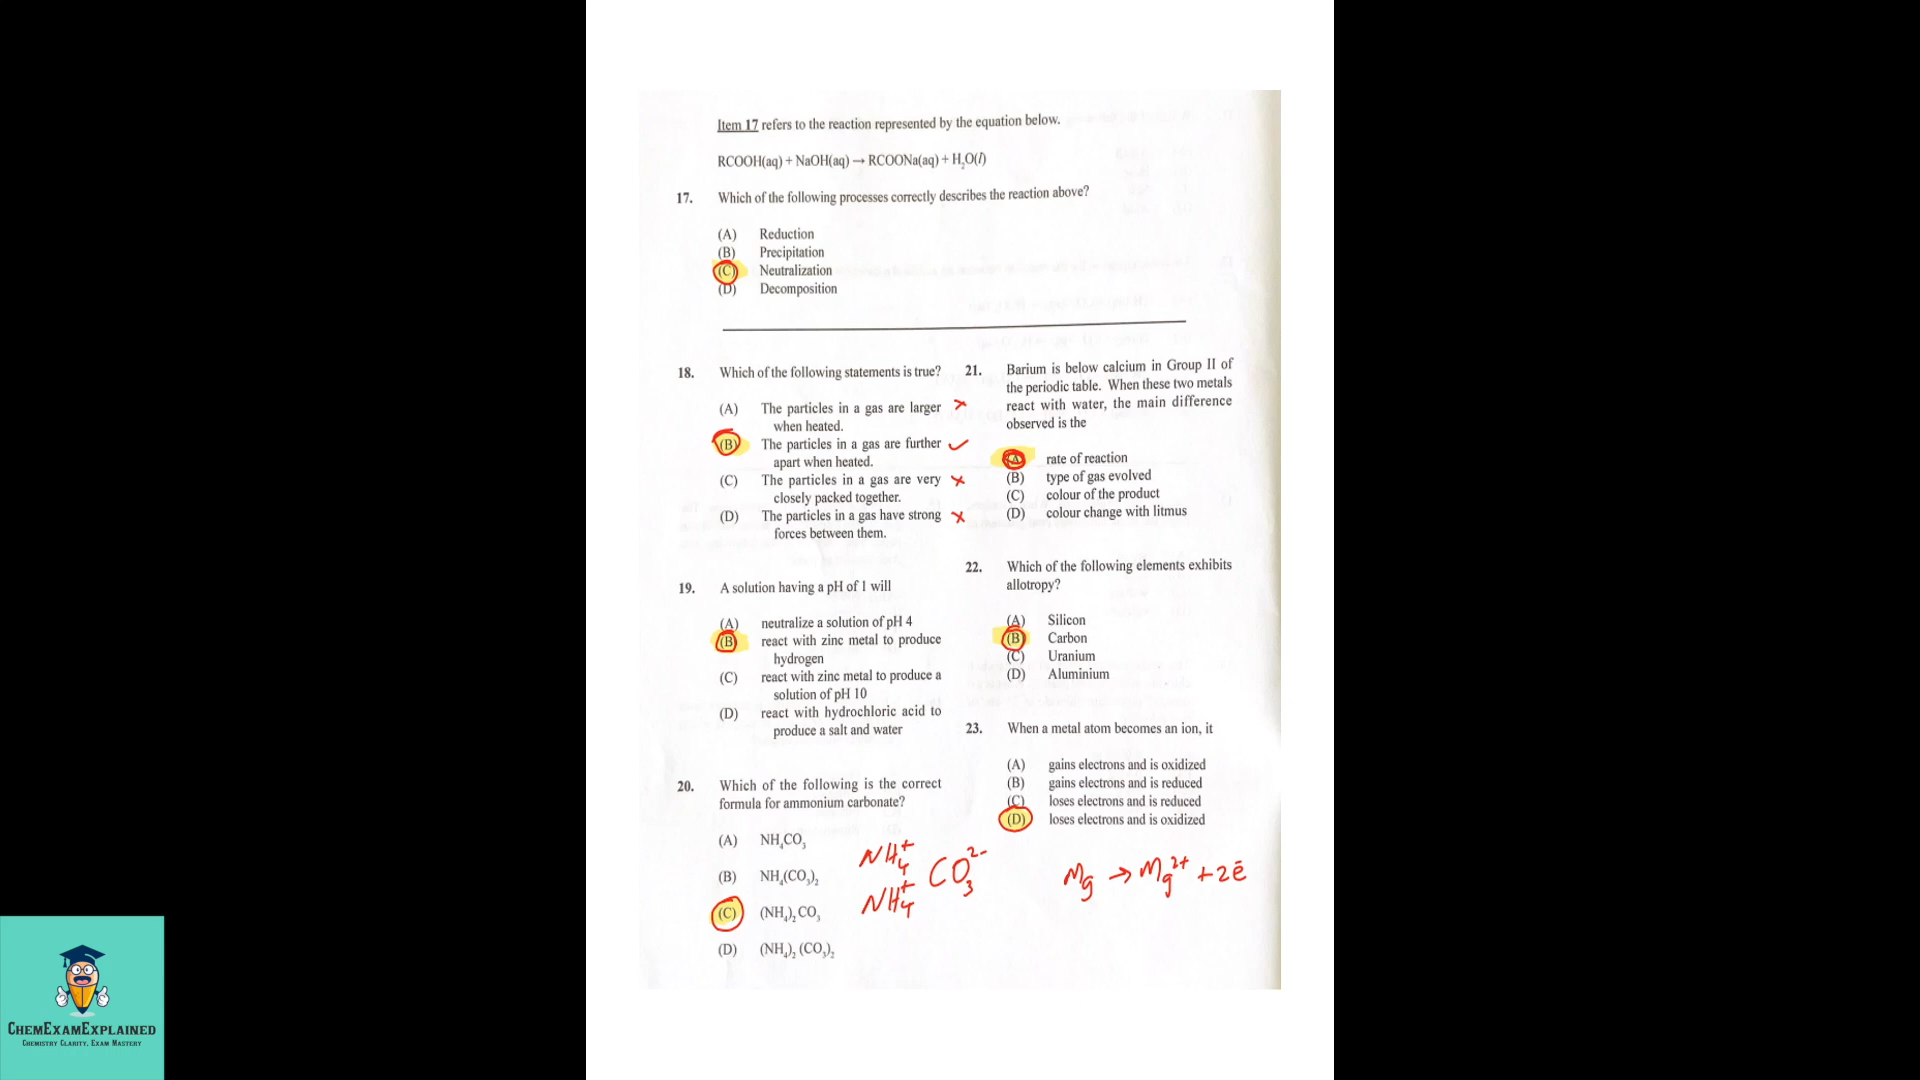 Item 17 refers to the reaction represented by the equation below.
RCOOH(aq) + NaOH(aq) → RCOONa(aq) + H₂O(l)
17. Which of the following processes correctly describes the reaction above?
(A) Reduction
(B) Precipitation
(C) Neutralization
(D) Decomposition
18. Which of the following statements is true?
(A) The particles in a gas are larger
when heated.
(B) The particles in a gas are further
apart when heated.
(C) The particles in a gas are very
closely packed together.
(D) The particles in a gas have strong
forces between them.
19. A solution having a pH of 1 will
(A) neutralize a solution of pH 4
(B) react with zinc metal to produce
hydrogen
(C) react with zinc metal to produce a
solution of pH 10
(D) react with hydrochloric acid to
produce a salt and water
20. Which of the following is the correct
formula for ammonium carbonate?
(A) NH₄CO₃
(B) NH₄(CO₃)₂
(C) (NH₄)₂CO₃
(D) (NH₄)₂(CO₃)₂
NH₄⁺
NH₄⁺
CO₃²⁻
21. Barium is below calcium in Group II of
the periodic table. When these two metals
react with water, the main difference
observed is the
(A) rate of reaction
(B) type of gas evolved
(C) colour of the product
(D) colour change with litmus
22. Which of the following elements exhibits
allotropy?
(A) Silicon
(B) Carbon
(C) Uranium
(D) Aluminium
23. When a metal atom becomes an ion, it
(A) gains electrons and is oxidized
(B) gains electrons and is reduced
(C) loses electrons and is reduced
(D) loses electrons and is oxidized
Mg → Mg²⁺ + 2ē
CHEMEXAMEXPLAINED
CHEMISTRY CLARITY. EXAM MASTERY